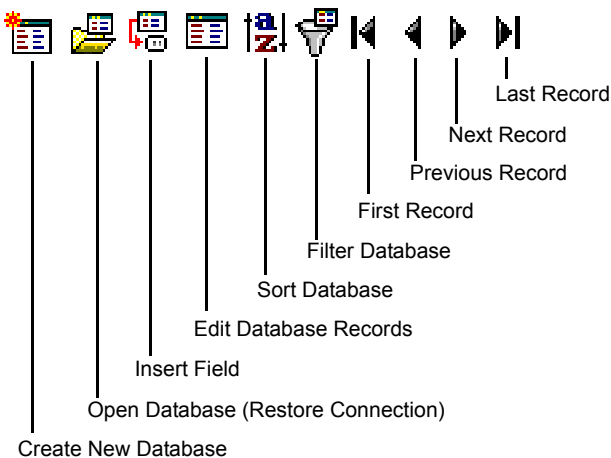 a
z
Last Record
Next Record
Previous Record
First Record
Filter Database
Sort Database
Edit Database Records
Insert Field
Open Database (Restore Connection)
Create New Database